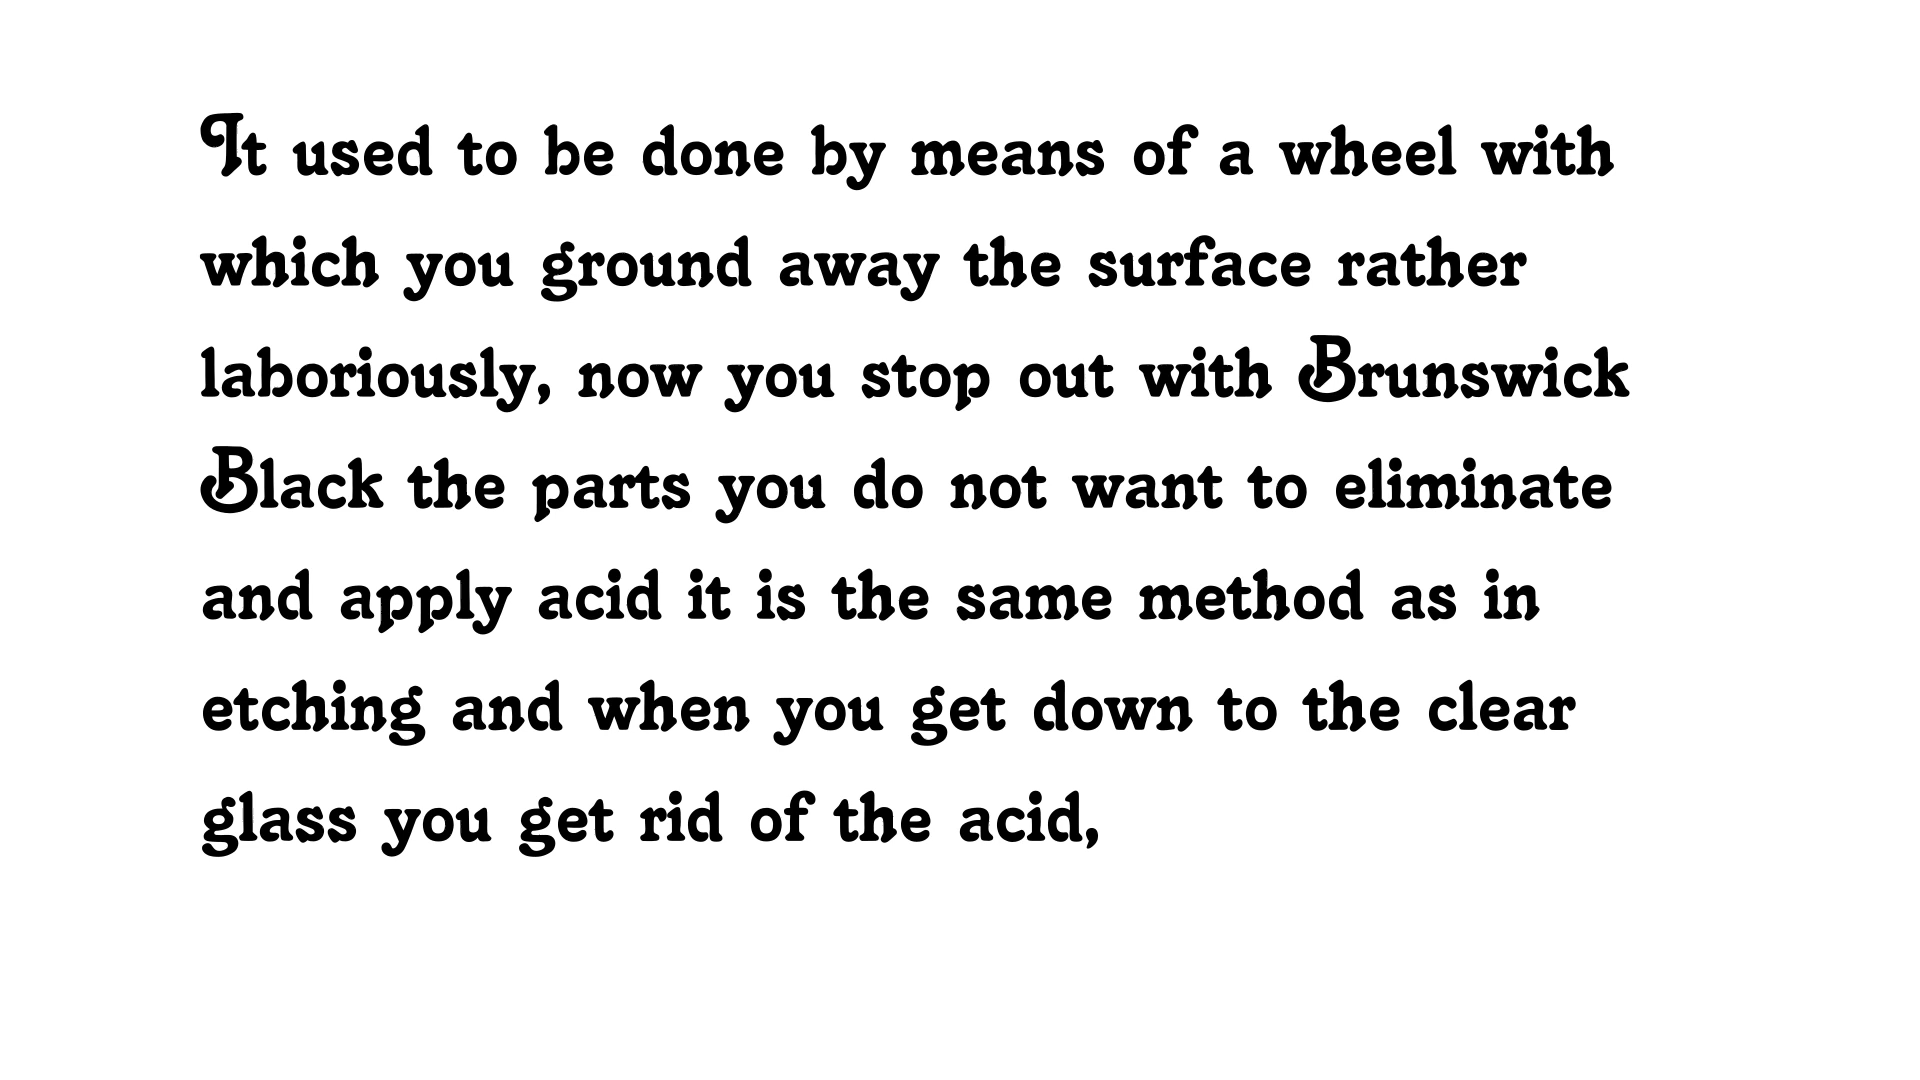 It used to be done by means of a wheel with
which you ground away the surface rather
laboriously, now you stop out with Brunswick
Black the parts you do not want to eliminate
and apply acid it is the same method as in
etching and when you get down to the clear
glass you get rid of the acid,